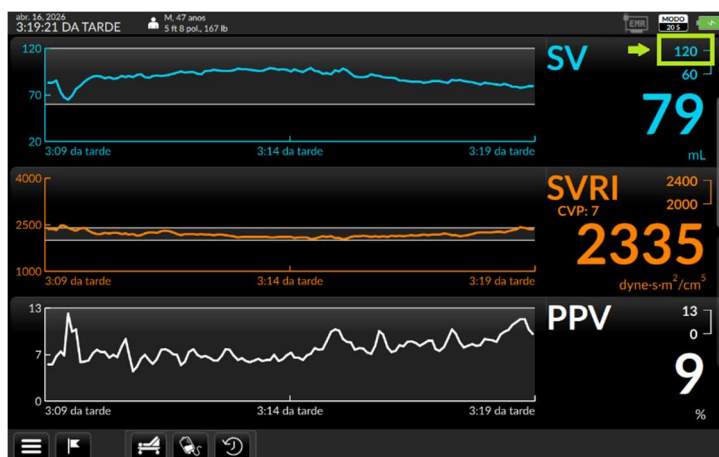 abr. 16, 2026
3:19:21 DA TARDE
M, 47 anos
5 ft 8 pol., 167 lb
EMR
MODO
20 S
120
70
20
3:09 da tarde
3:14 da tarde
3:19 da tarde
SV
120
60
79
mL
4000
2500
1000
3:09 da tarde
3:14 da tarde
3:19 da tarde
SVRI
CVP: 7
2400
2000
2335
dyne·s·m²/cm⁵
13
7
0
3:09 da tarde
3:14 da tarde
3:19 da tarde
PPV
13
0
9
%